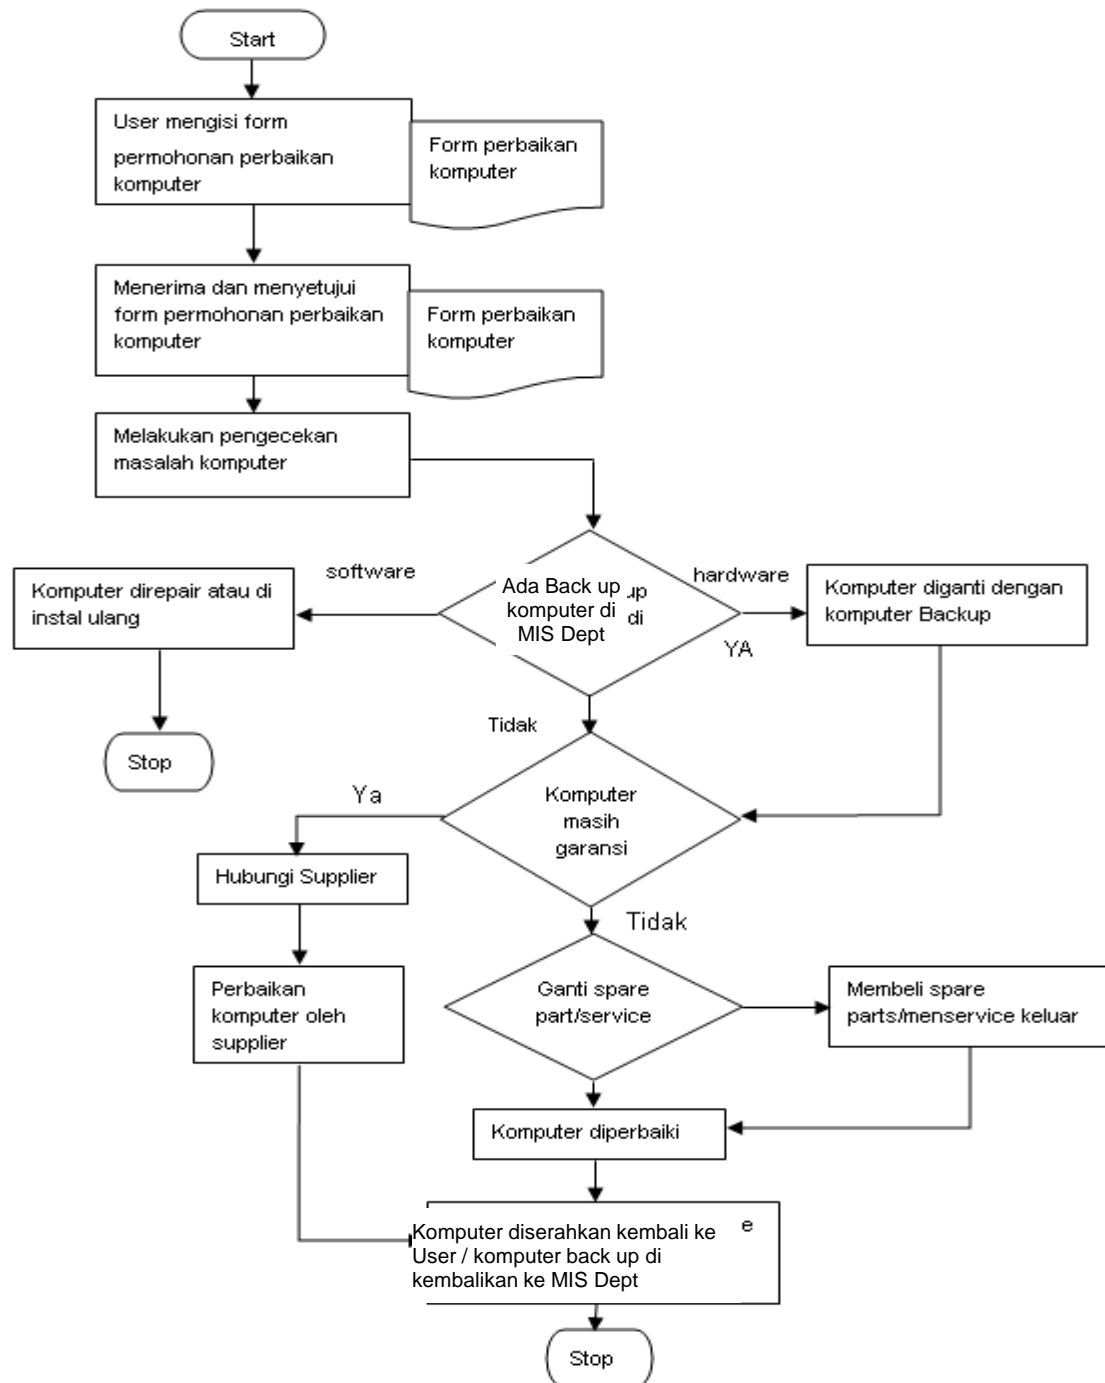 Start
User mengisi form
permohonan perbaikan
komputer
Form perbaikan
komputer
Menerima dan menyetujui
form permohonan perbaikan
komputer
Form perbaikan
komputer
Melakukan pengecekan
masalah komputer
software
hardware
Komputer direpair atau di
instal ulang
Ada Back up
komputer di
MIS Dept
up
di
Komputer diganti dengan
komputer Backup
YA
Tidak
Stop
Ya
Komputer
masih
garansi
Hubungi Supplier
Tidak
Perbaikan
komputer oleh
supplier
Ganti spare
part/service
Membeli spare
parts/menservice keluar
Komputer diperbaiki
Komputer diserahkan kembali ke
User / komputer back up di
kembalikan ke MIS Dept
e
Stop